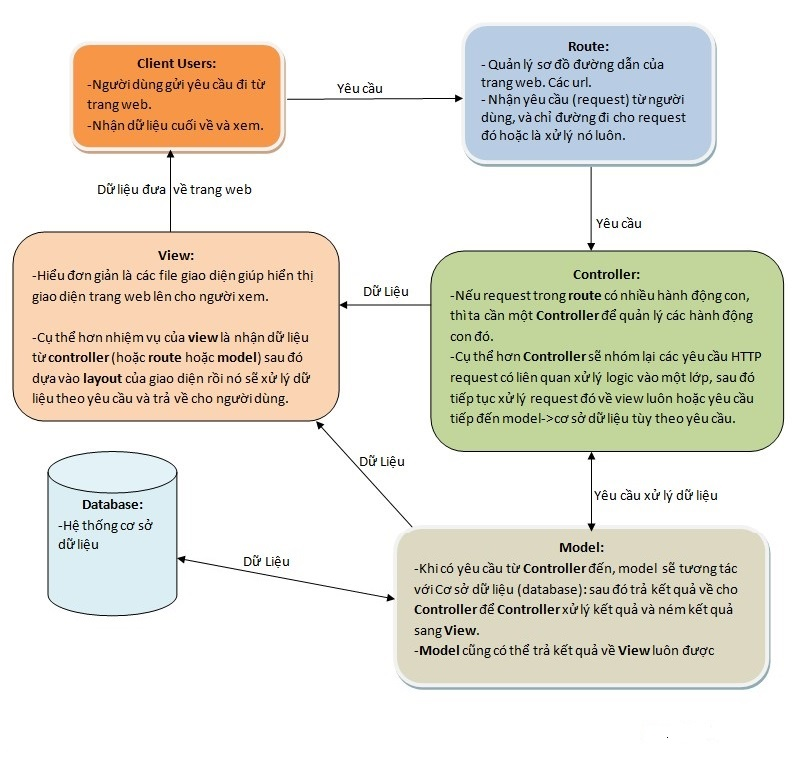 Client Users:
-Người dùng gửi yêu cầu đi từ
trang web.
-Nhận dữ liệu cuối về và xem.
Yêu cầu
Route:
- Quản lý sơ đồ đường dẫn của
trang web. Các url.
- Nhận yêu cầu (request) từ người
dùng, và chỉ đường đi cho request
đó hoặc là xử lý nó luôn.
Dữ liệu đưa về trang web
Yêu cầu
View:
-Hiểu đơn giản là các file giao diện giúp hiển thị
giao diện trang web lên cho người xem.
-Cụ thể hơn nhiệm vụ của view là nhận dữ liệu
từ controller (hoặc route hoặc model) sau đó
dựa vào layout của giao diện rồi nó sẽ xử lý dữ
liệu theo yêu cầu và trả về cho người dùng.
Dữ Liệu
Controller:
-Nếu request trong route có nhiều hành động con,
thì ta cần một Controller để quản lý các hành động
con đó.
-Cụ thể hơn Controller sẽ nhóm lại các yêu cầu HTTP
request có liên quan xử lý logic vào một lớp, sau đó
tiếp tục xử lý request đó về view luôn hoặc yêu cầu
tiếp đến model->cơ sở dữ liệu tùy theo yêu cầu.
Dữ Liệu
Yêu cầu xử lý dữ liệu
Database:
-Hệ thống cơ sở
dữ liệu
Dữ Liệu
Model:
-Khi có yêu cầu từ Controller đến, model sẽ tương tác
với Cơ sở dữ liệu (database): sau đó trả kết quả về cho
Controller để Controller xử lý kết quả và ném kết quả
sang View.
-Model cũng có thể trả kết quả về View luôn được